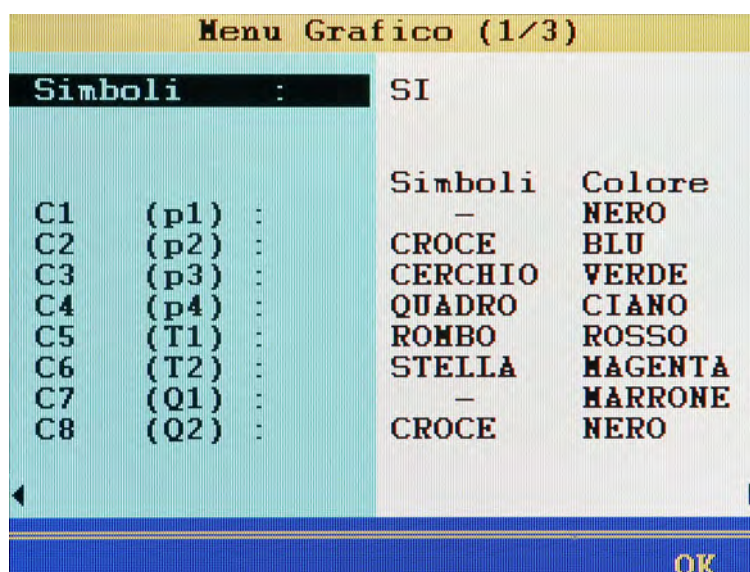 Menu Grafico (1/3)
Simboli : SI
Simboli Colore
C1 (p1) : – NERO
C2 (p2) : CROCE BLU
C3 (p3) : CERCHIO VERDE
C4 (p4) : QUADRO CIANO
C5 (T1) : ROMBO ROSSO
C6 (T2) : STELLA MAGENTA
C7 (Q1) : – MARRONE
C8 (Q2) : CROCE NERO
OK